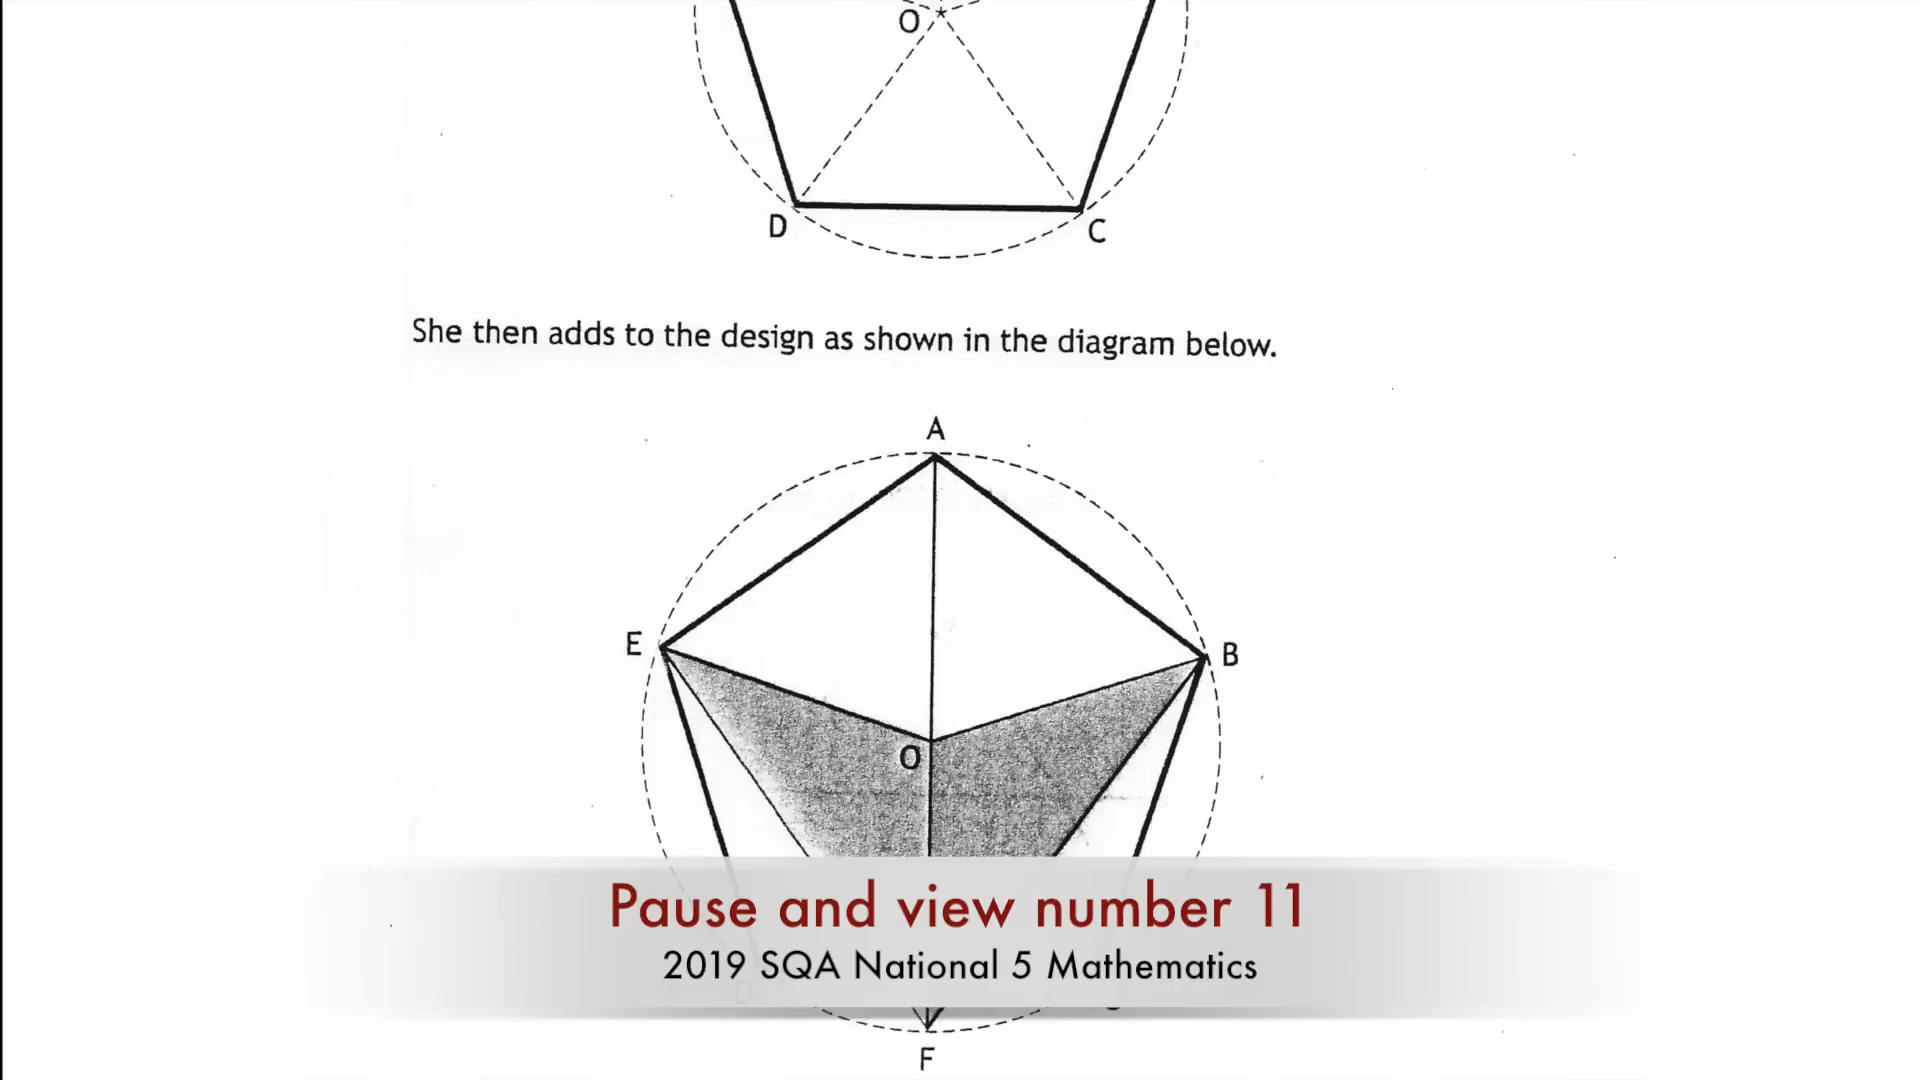 O
D
C
She then adds to the design as shown in the diagram below.
A
E
B
O
Pause and view number 11
2019 SQA National 5 Mathematics
F